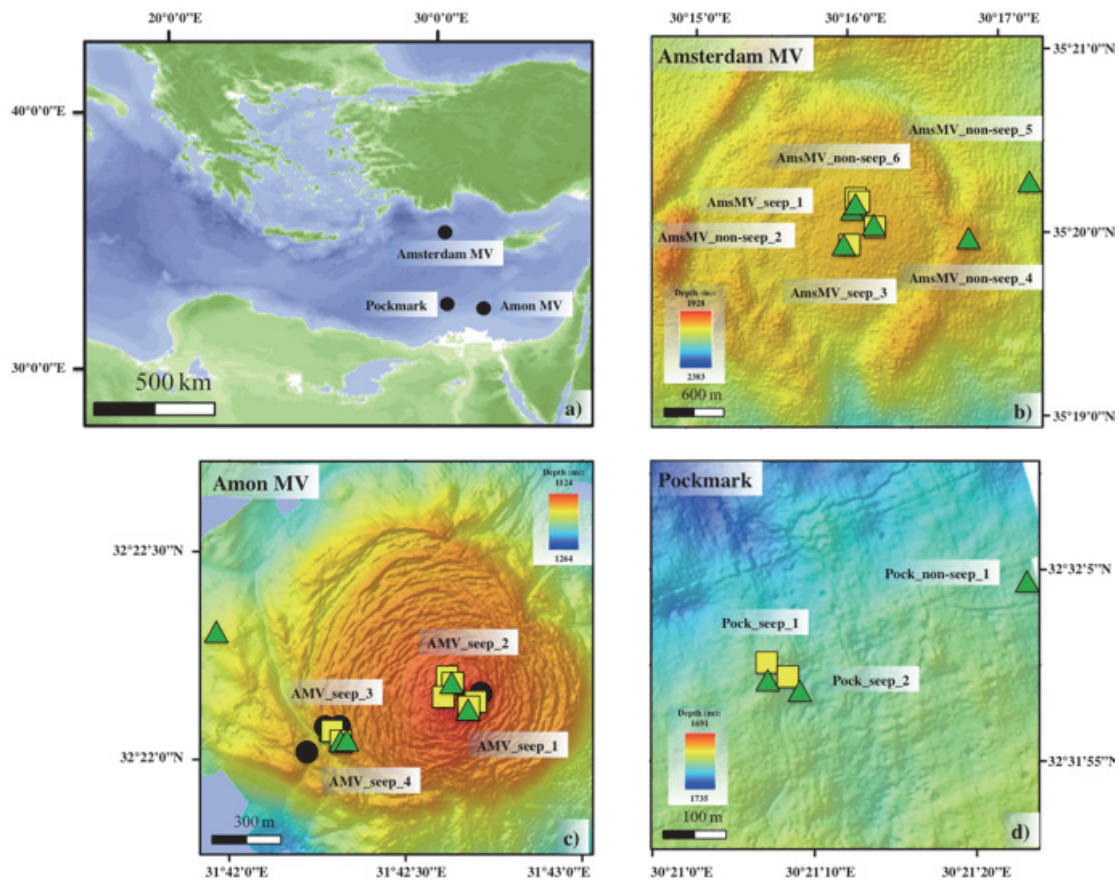 20°0'0"E
30°0'0"E
40°0'0"E
30°0'0"E
Amsterdam MV
Pockmark
Amon MV
500 km
a)
30°15'0"E
30°16'0"E
30°17'0"E
Amsterdam MV
35°21'0"N
AmsMV_non-seep_5
AmsMV_non-seep_6
AmsMV_seep_1
AmsMV_non-seep_2
35°20'0"N
AmsMV_non-seep_4
AmsMV_seep_3
Depth (m):
1928
2383
600 m
35°19'0"N
b)
Amon MV
Depth (m):
1124
1264
32°22'30"N
AMV_seep_2
AMV_seep_3
AMV_seep_1
32°22'0"N
AMV_seep_4
300 m
c)
31°42'0"E
31°42'30"E
31°43'0"E
Pockmark
32°32'5"N
Pock_non-seep_1
Pock_seep_1
Pock_seep_2
Depth (m):
1691
1735
32°31'55"N
100 m
d)
30°21'0"E
30°21'10"E
30°21'20"E